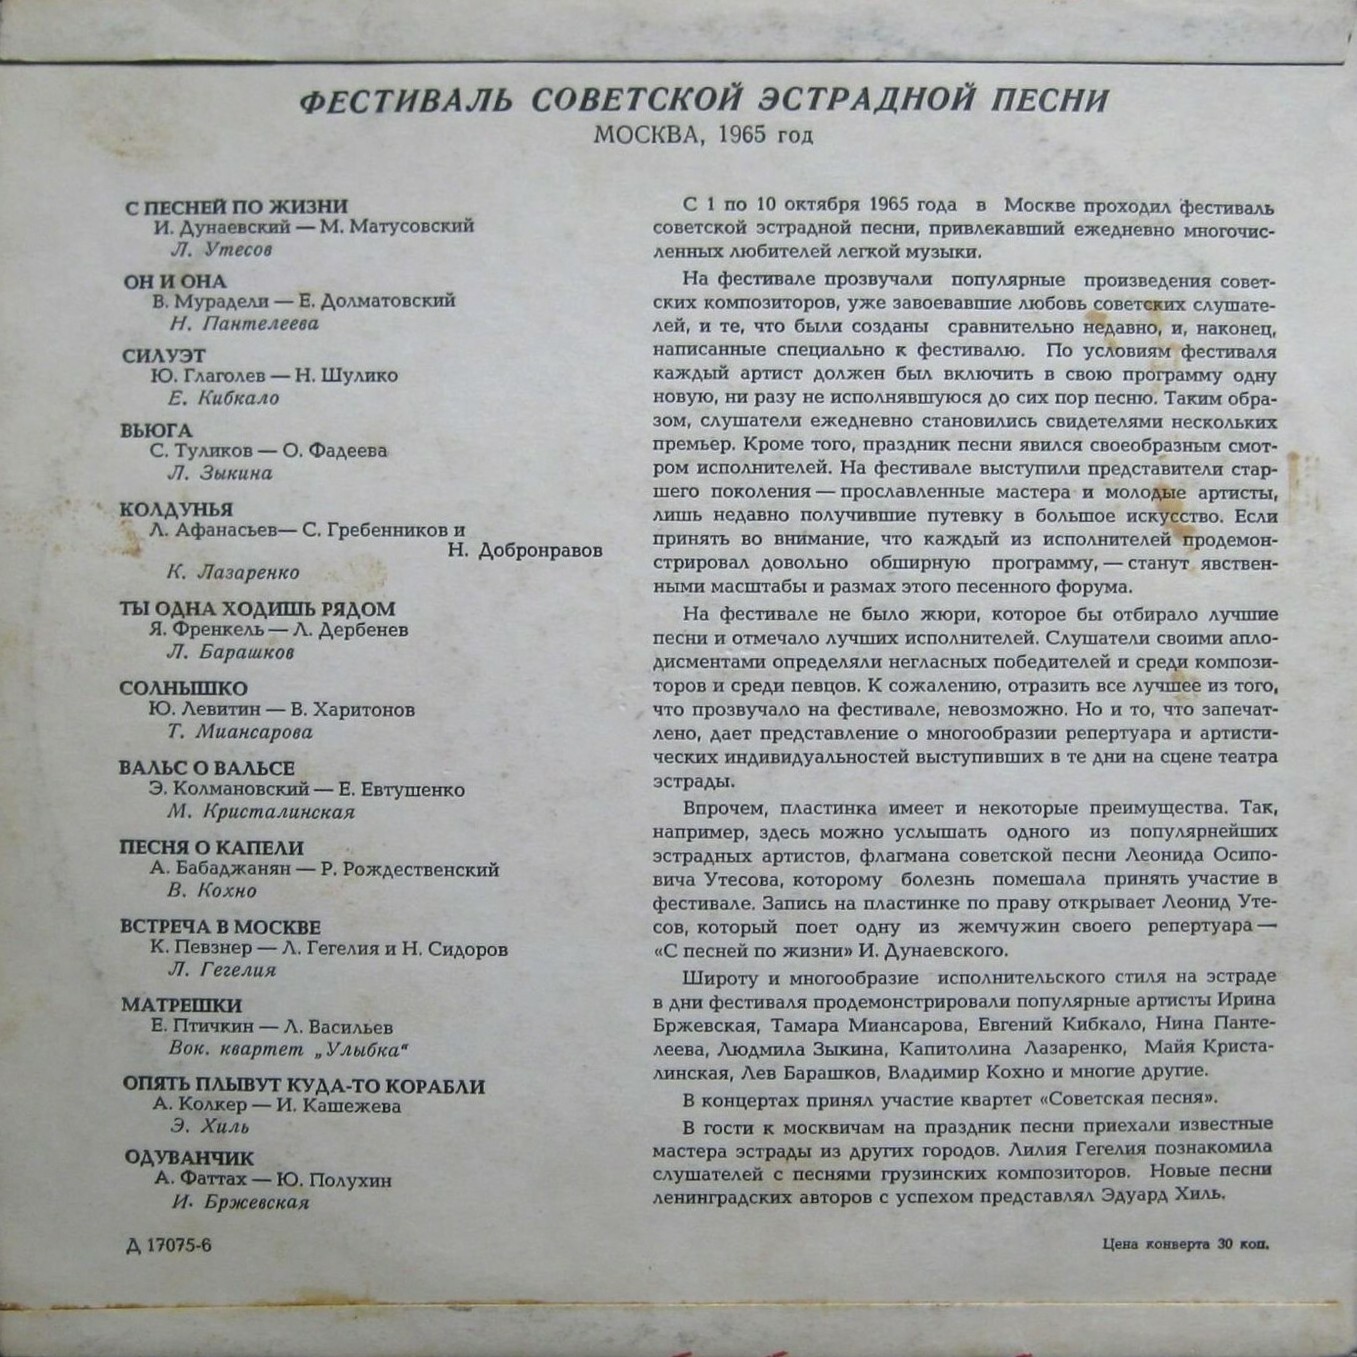 ФЕСТИВАЛЬ СОВЕТСКОЙ ЭСТРАДНОЙ ПЕСНИ
МОСКВА, 1965 год
С ПЕСНЕЙ ПО ЖИЗНИ
И. Дунаевский — М. Матусовский
Л. Утесов
ОН И ОНА
В. Мурадели — Е. Долматовский
Н. Пантелеева
СИЛУЭТ
Ю. Глаголев — Н. Шулико
Е. Кибкало
ВЬЮГА
С. Туликов — О. Фадеева
Л. Зыкина
КОЛДУНЬЯ
Л. Афанасьев— С. Гребенников и
Н. Добронравов
К. Лазаренко
ТЫ ОДНА ХОДИШЬ РЯДОМ
Я. Френкель — Л. Дербенев
Л. Барашков
СОЛНЫШКО
Ю. Левитин — В. Харитонов
Т. Миансарова
ВАЛЬС О ВАЛЬСЕ
Э. Колмановский — Е. Евтушенко
М. Кристалинская
ПЕСНЯ О КАПЕЛИ
А. Бабаджанян — Р. Рождественский
В. Кохно
ВСТРЕЧА В МОСКВЕ
К. Певзнер — Л. Гегелия и Н. Сидоров
Л. Гегелия
МАТРЕШКИ
Е. Птичкин — Л. Васильев
Вок. квартет „Улыбка"
ОПЯТЬ ПЛЫВУТ КУДА-ТО КОРАБЛИ
А. Колкер — И. Кашежева
Э. Хиль
ОДУВАНЧИК
А. Фаттах — Ю. Полухин
И. Бржевская
Д 17075-6
С 1 по 10 октября 1965 года в Москве проходил фестиваль
советской эстрадной песни, привлекавший ежедневно многочис-
ленных любителей легкой музыки.
На фестивале прозвучали популярные произведения совет-
ских композиторов, уже завоевавшие любовь советских слушате-
лей, и те, что были созданы сравнительно недавно, и, наконец,
написанные специально к фестивалю. По условиям фестиваля
каждый артист должен был включить в свою программу одну
новую, ни разу не исполнявшуюся до сих пор песню. Таким обра-
зом, слушатели ежедневно становились свидетелями нескольких
премьер. Кроме того, праздник песни явился своеобразным смот-
ром исполнителей. На фестивале выступили представители стар-
шего поколения — прославленные мастера и молодые артисты,
лишь недавно получившие путевку в большое искусство. Если
принять во внимание, что каждый из исполнителей продемон-
стрировал довольно обширную программу, — станут явствен-
ными масштабы и размах этого песенного форума.
На фестивале не было жюри, которое бы отбирало лучшие
песни и отмечало лучших исполнителей. Слушатели своими апло-
дисментами определяли негласных победителей и среди компози-
торов и среди певцов. К сожалению, отразить все лучшее из того,
что прозвучало на фестивале, невозможно. Но и то, что запечат-
лено, дает представление о многообразии репертуара и артисти-
ческих индивидуальностей выступивших в те дни на сцене театра
эстрады.
Впрочем, пластинка имеет и некоторые преимущества. Так,
например, здесь можно услышать одного из популярнейших
эстрадных артистов, флагмана советской песни Леонида Осипо-
вича Утесова, которому болезнь помешала принять участие в
фестивале. Запись на пластинке по праву открывает Леонид Уте-
сов, который поет одну из жемчужин своего репертуара —
«С песней по жизни» И. Дунаевского.
Широту и многообразие исполнительского стиля на эстраде
в дни фестиваля продемонстрировали популярные артисты Ирина
Бржевская, Тамара Миансарова, Евгений Кибкало, Нина Панте-
леева, Людмила Зыкина, Капитолина Лазаренко, Майя Криста-
линская, Лев Барашков, Владимир Кохно и многие другие.
В концертах принял участие квартет «Советская песня».
В гости к москвичам на праздник песни приехали известные
мастера эстрады из других городов. Лилия Гегелия познакомила
слушателей с песнями грузинских композиторов. Новые песни
ленинградских авторов с успехом представлял Эдуард Хиль.
Цена конверта 30 коп.